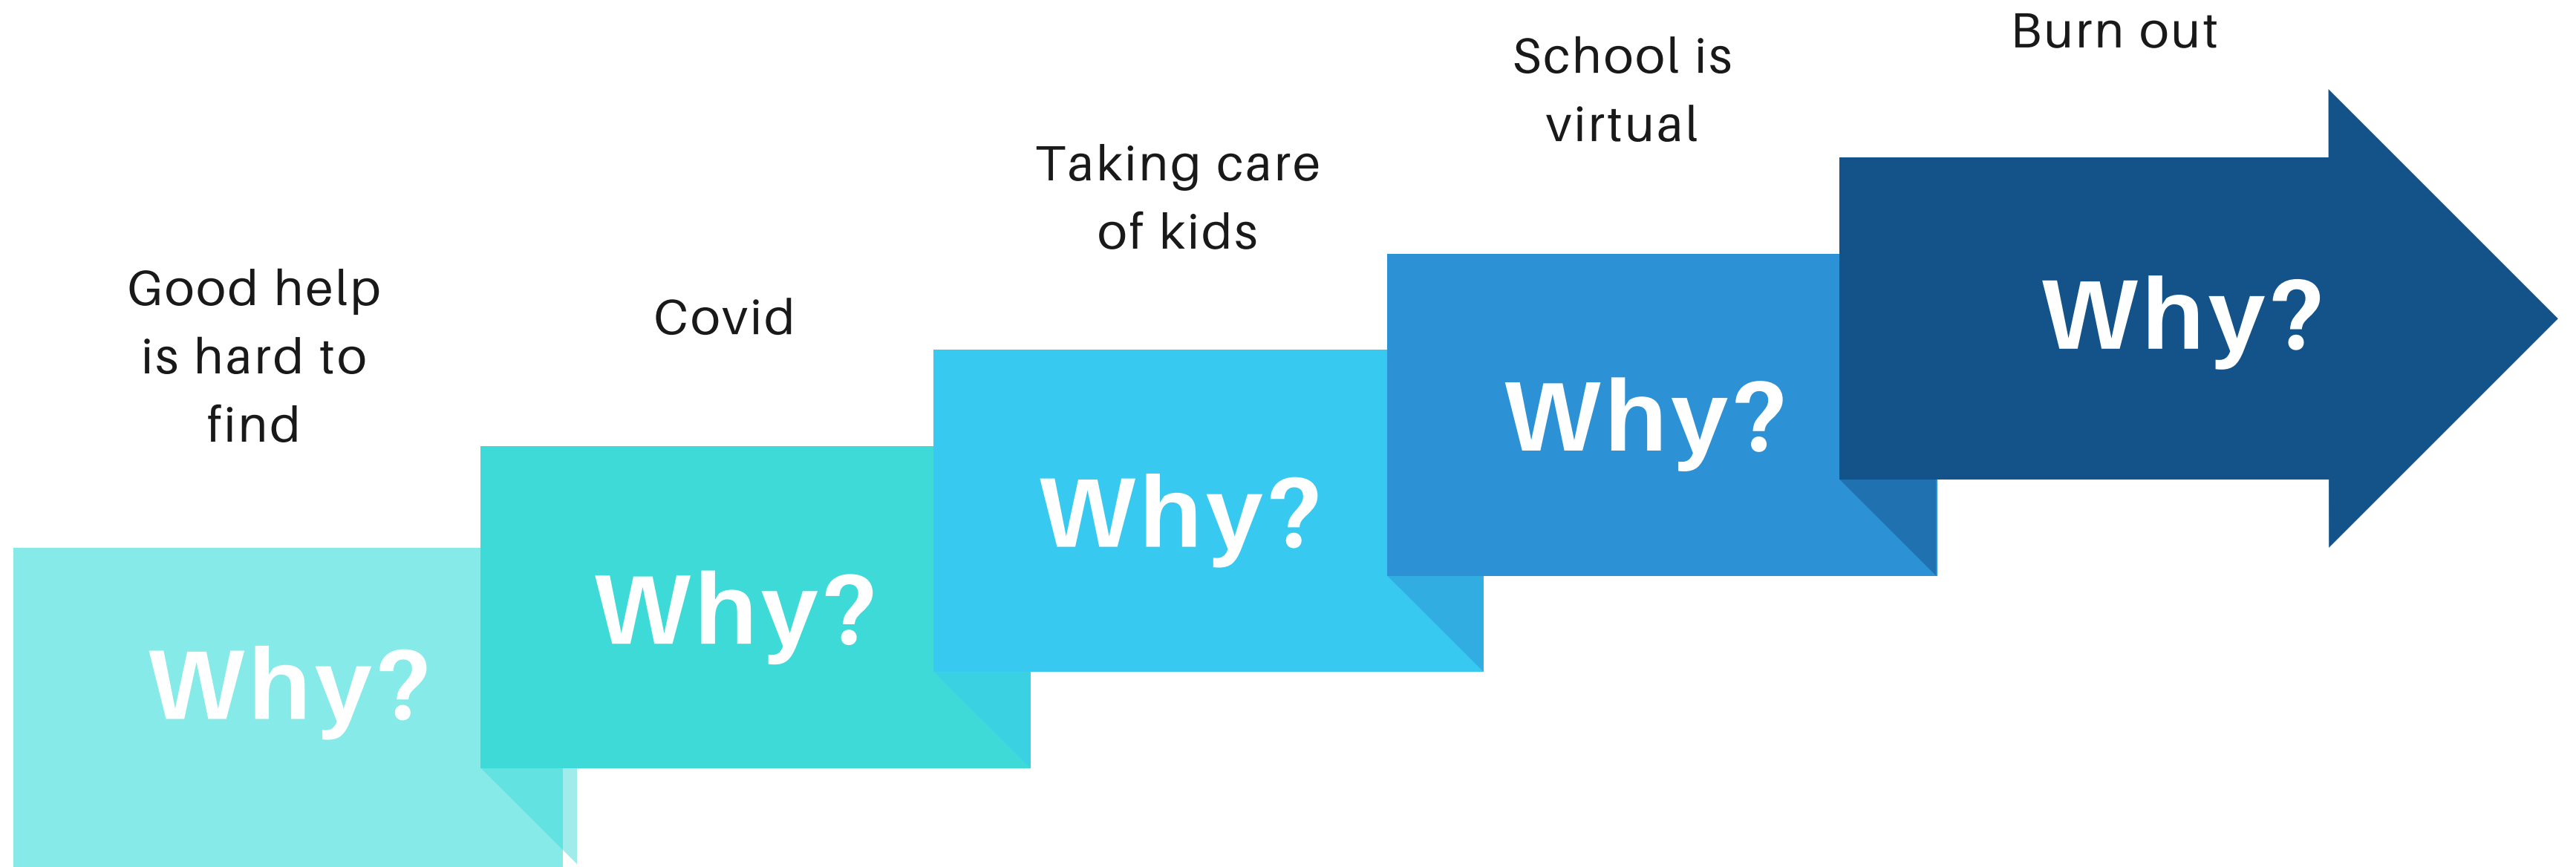 Good help
is hard to
find
Why?
Covid
Why?
Taking care
of kids
Why?
School is
virtual
Why?
Burn out
Why?